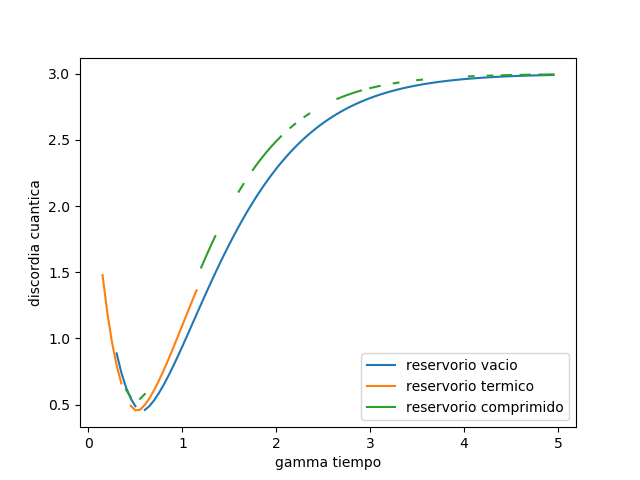 3.0
2.5
2.0
1.5
1.0
0.5
discordia cuantica
0
1
2
3
4
5
gamma tiempo
reservorio vacio
reservorio termico
reservorio comprimido